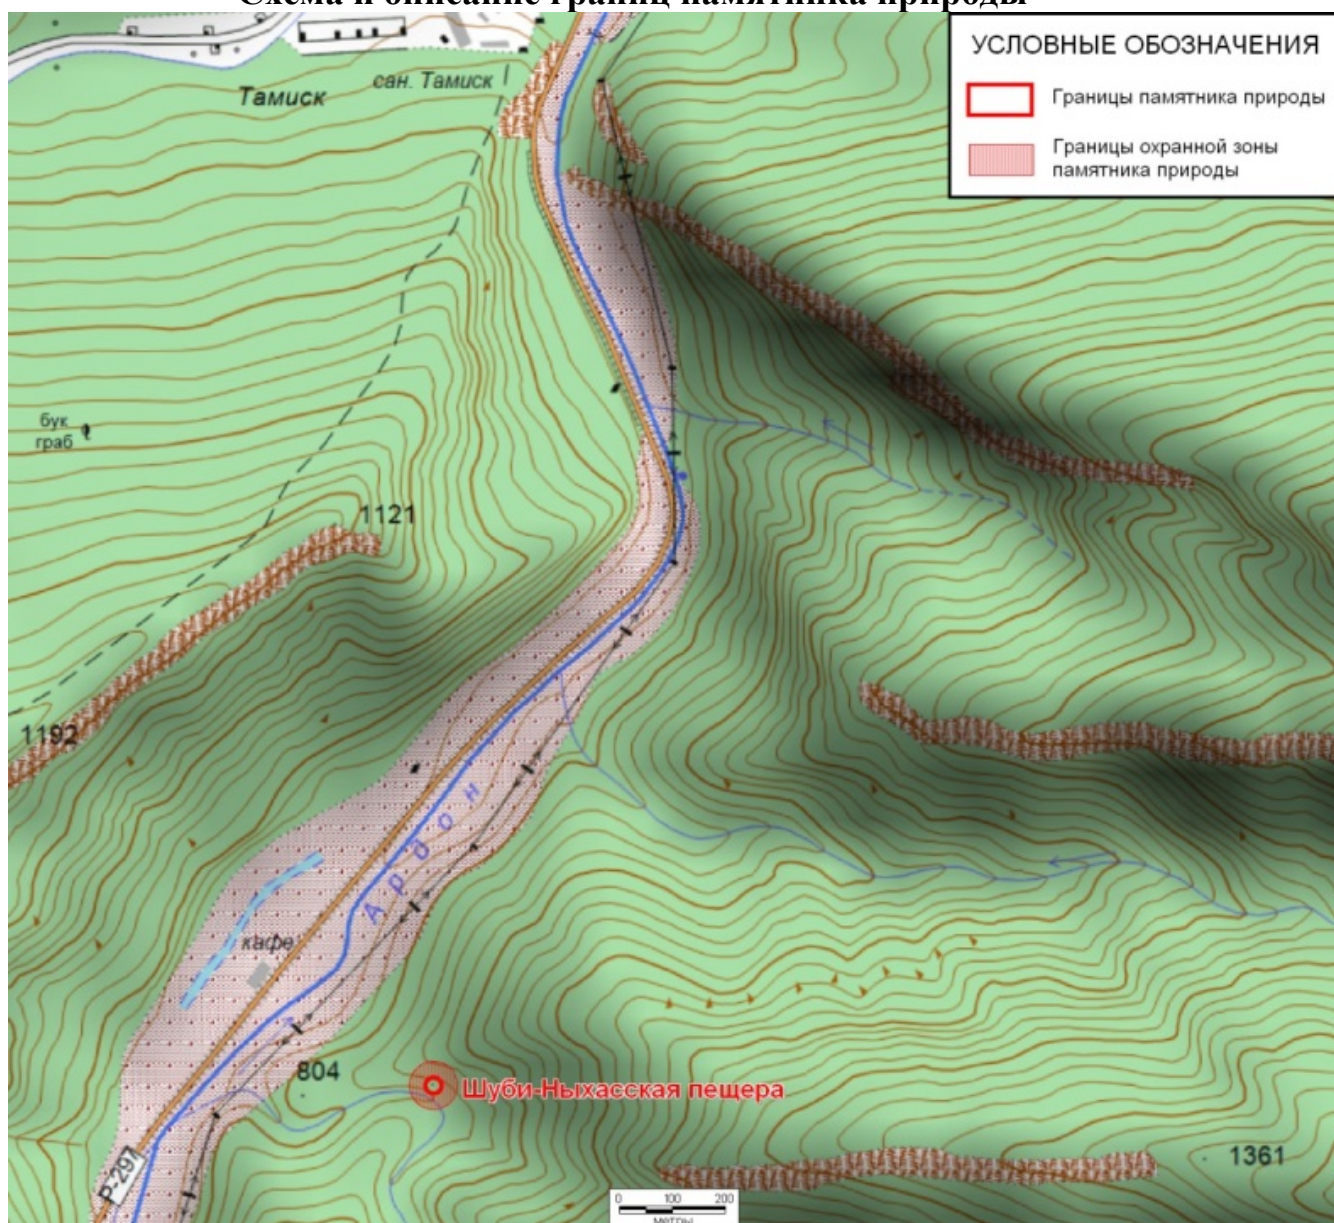 Схема и описание границ памятника природы
УСЛОВНЫЕ ОБОЗНАЧЕНИЯ
Границы памятника природы
Границы охранной зоны
памятника природы
сан. Тамиск
Тамиск
бук
граб
1121
1192
Ардон
кафе
804
Шуби-Ныхасская пещера
Р-297
1361
0 100 200
метры